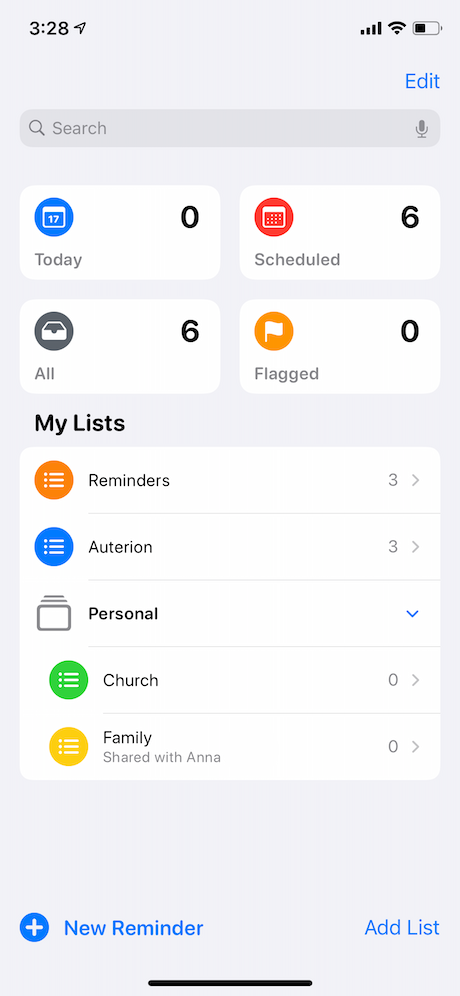 3:28
Edit
Search
17 0
Today
6
Scheduled
6
All
0
Flagged
My Lists
Reminders 3
Auterion 3
Personal
Church 0
Family
Shared with Anna 0
New Reminder Add List